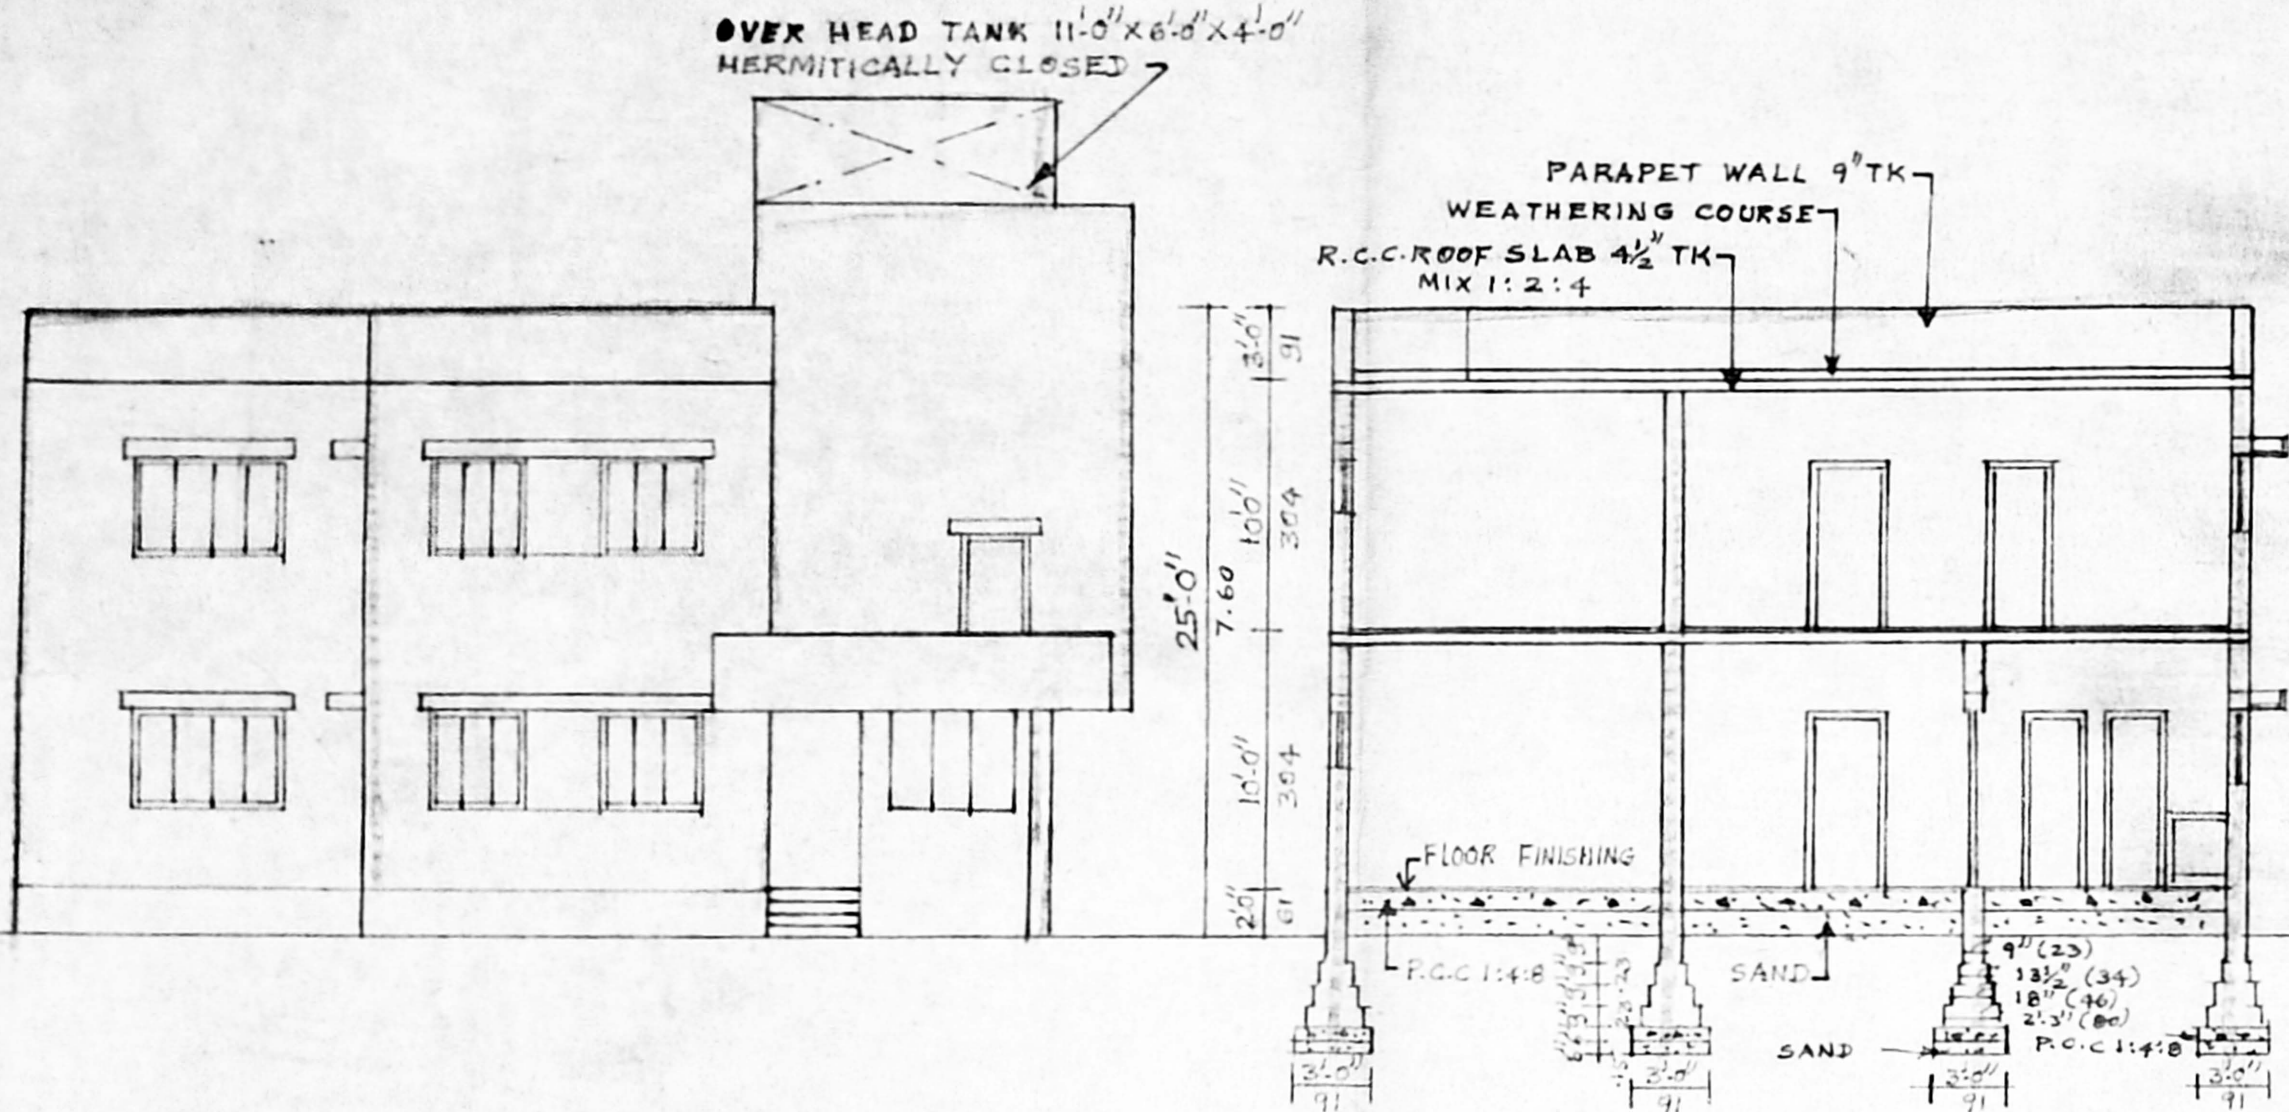 OVER HEAD TANK 11'-0" X 6'-0" X 4'-0"
HERMITICALLY CLOSED
PARAPET WALL 9" TK
WEATHERING COURSE
R.C.C. ROOF SLAB 4½" TK
MIX 1:2:4
3'-0"
91
10'-0"
304
25'-0"
7.60
10'-0"
304
2'-0"
61
FLOOR FINISHING
P.C.C 1:4:8
SAND
9" (23)
13½" (34)
18" (46)
2'-3" (80)
SAND
P.C.C 1:4:8
3'-0"
91
3'-0"
91
3'-0"
91
3'-0"
91